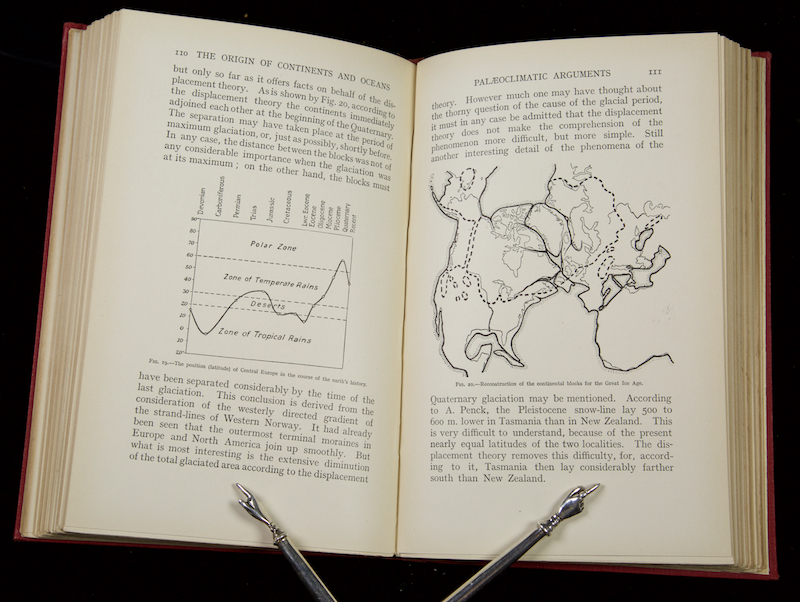 110 THE ORIGIN OF CONTINENTS AND OCEANS
but only so far as it offers facts on behalf of the dis-
placement theory. As is shown by Fig. 20, according to
the displacement theory the continents immediately
adjoined each other at the beginning of the Quaternary.
The separation may have taken place at the period of
maximum glaciation, or, just as possibly, shortly before.
In any case, the distance between the blocks was not of
any considerable importance when the glaciation was
at its maximum; on the other hand, the blocks must
Devonian
Carboniferous
Permian
Trias
Jurassic
Cretaceous
Lwr Eocene
Eocene
Oligocene
Miocene
Pliocene
Quaternary
Recent
90
80
70
60
50
40
30
20
10
0
10
20
Polar Zone
Zone of Temperate Rains
Deserts
Zone of Tropical Rains
FIG. 19.—The position (latitude) of Central Europe in the course of the earth's history.
have been separated considerably by the time of the
last glaciation. This conclusion is derived from the
consideration of the westerly directed gradient of
the strand-lines of Western Norway. It had already
been seen that the outermost terminal moraines in
Europe and North America join up smoothly. But
what is most interesting is the extensive diminution
of the total glaciated area according to the displacement
PALÆOCLIMATIC ARGUMENTS 111
theory. However much one may have thought about
the thorny question of the cause of the glacial period,
it must in any case be admitted that the displacement
theory does not make the comprehension of the
phenomenon more difficult, but more simple. Still
another interesting detail of the phenomena of the
FIG. 20.—Reconstruction of the continental blocks for the Great Ice Age.
Quaternary glaciation may be mentioned. According
to A. Penck, the Pleistocene snow-line lay 500 to
600 m. lower in Tasmania than in New Zealand. This
is very difficult to understand, because of the present
nearly equal latitudes of the two localities. The dis-
placement theory removes this difficulty, for, accord-
ing to it, Tasmania then lay considerably farther
south than New Zealand.